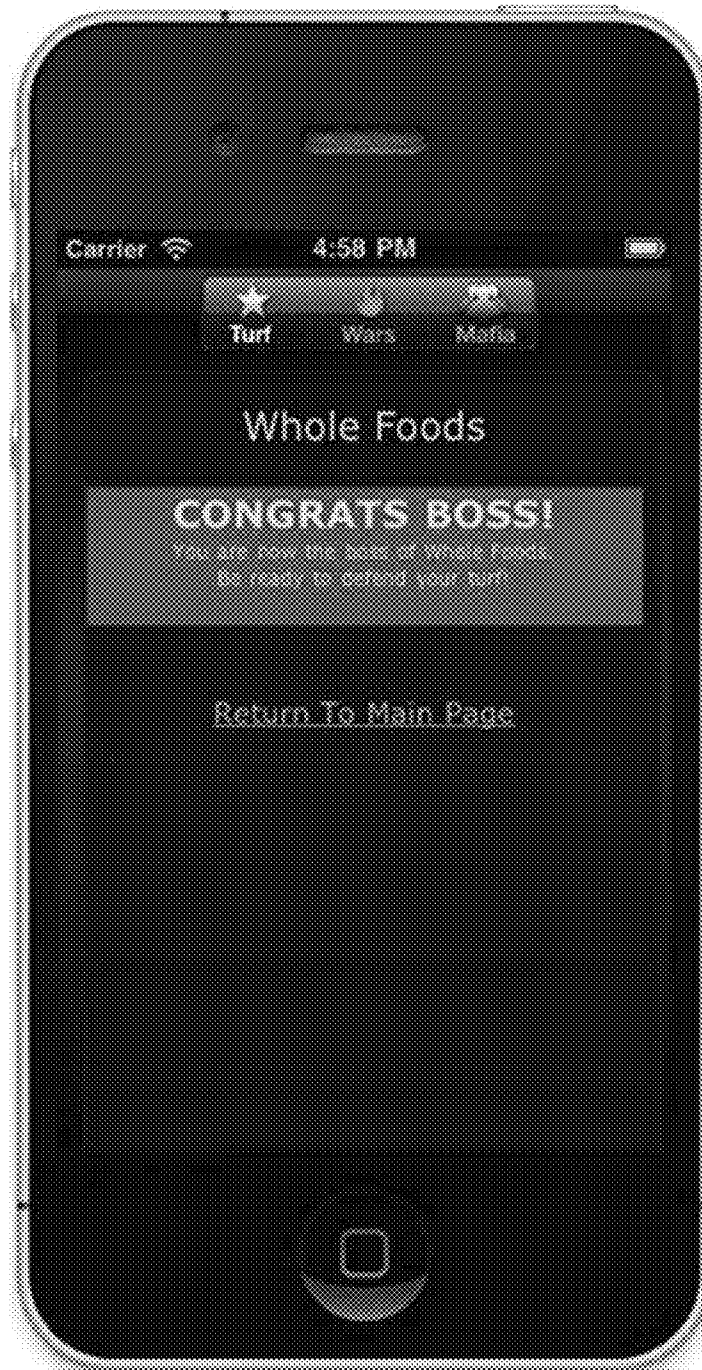 Carrier 4:58 PM
Turf Wars Mafia
Whole Foods
CONGRATS BOSS!
You are now the boss of Whole Foods.
Be ready to defend your turf!
Return To Main Page